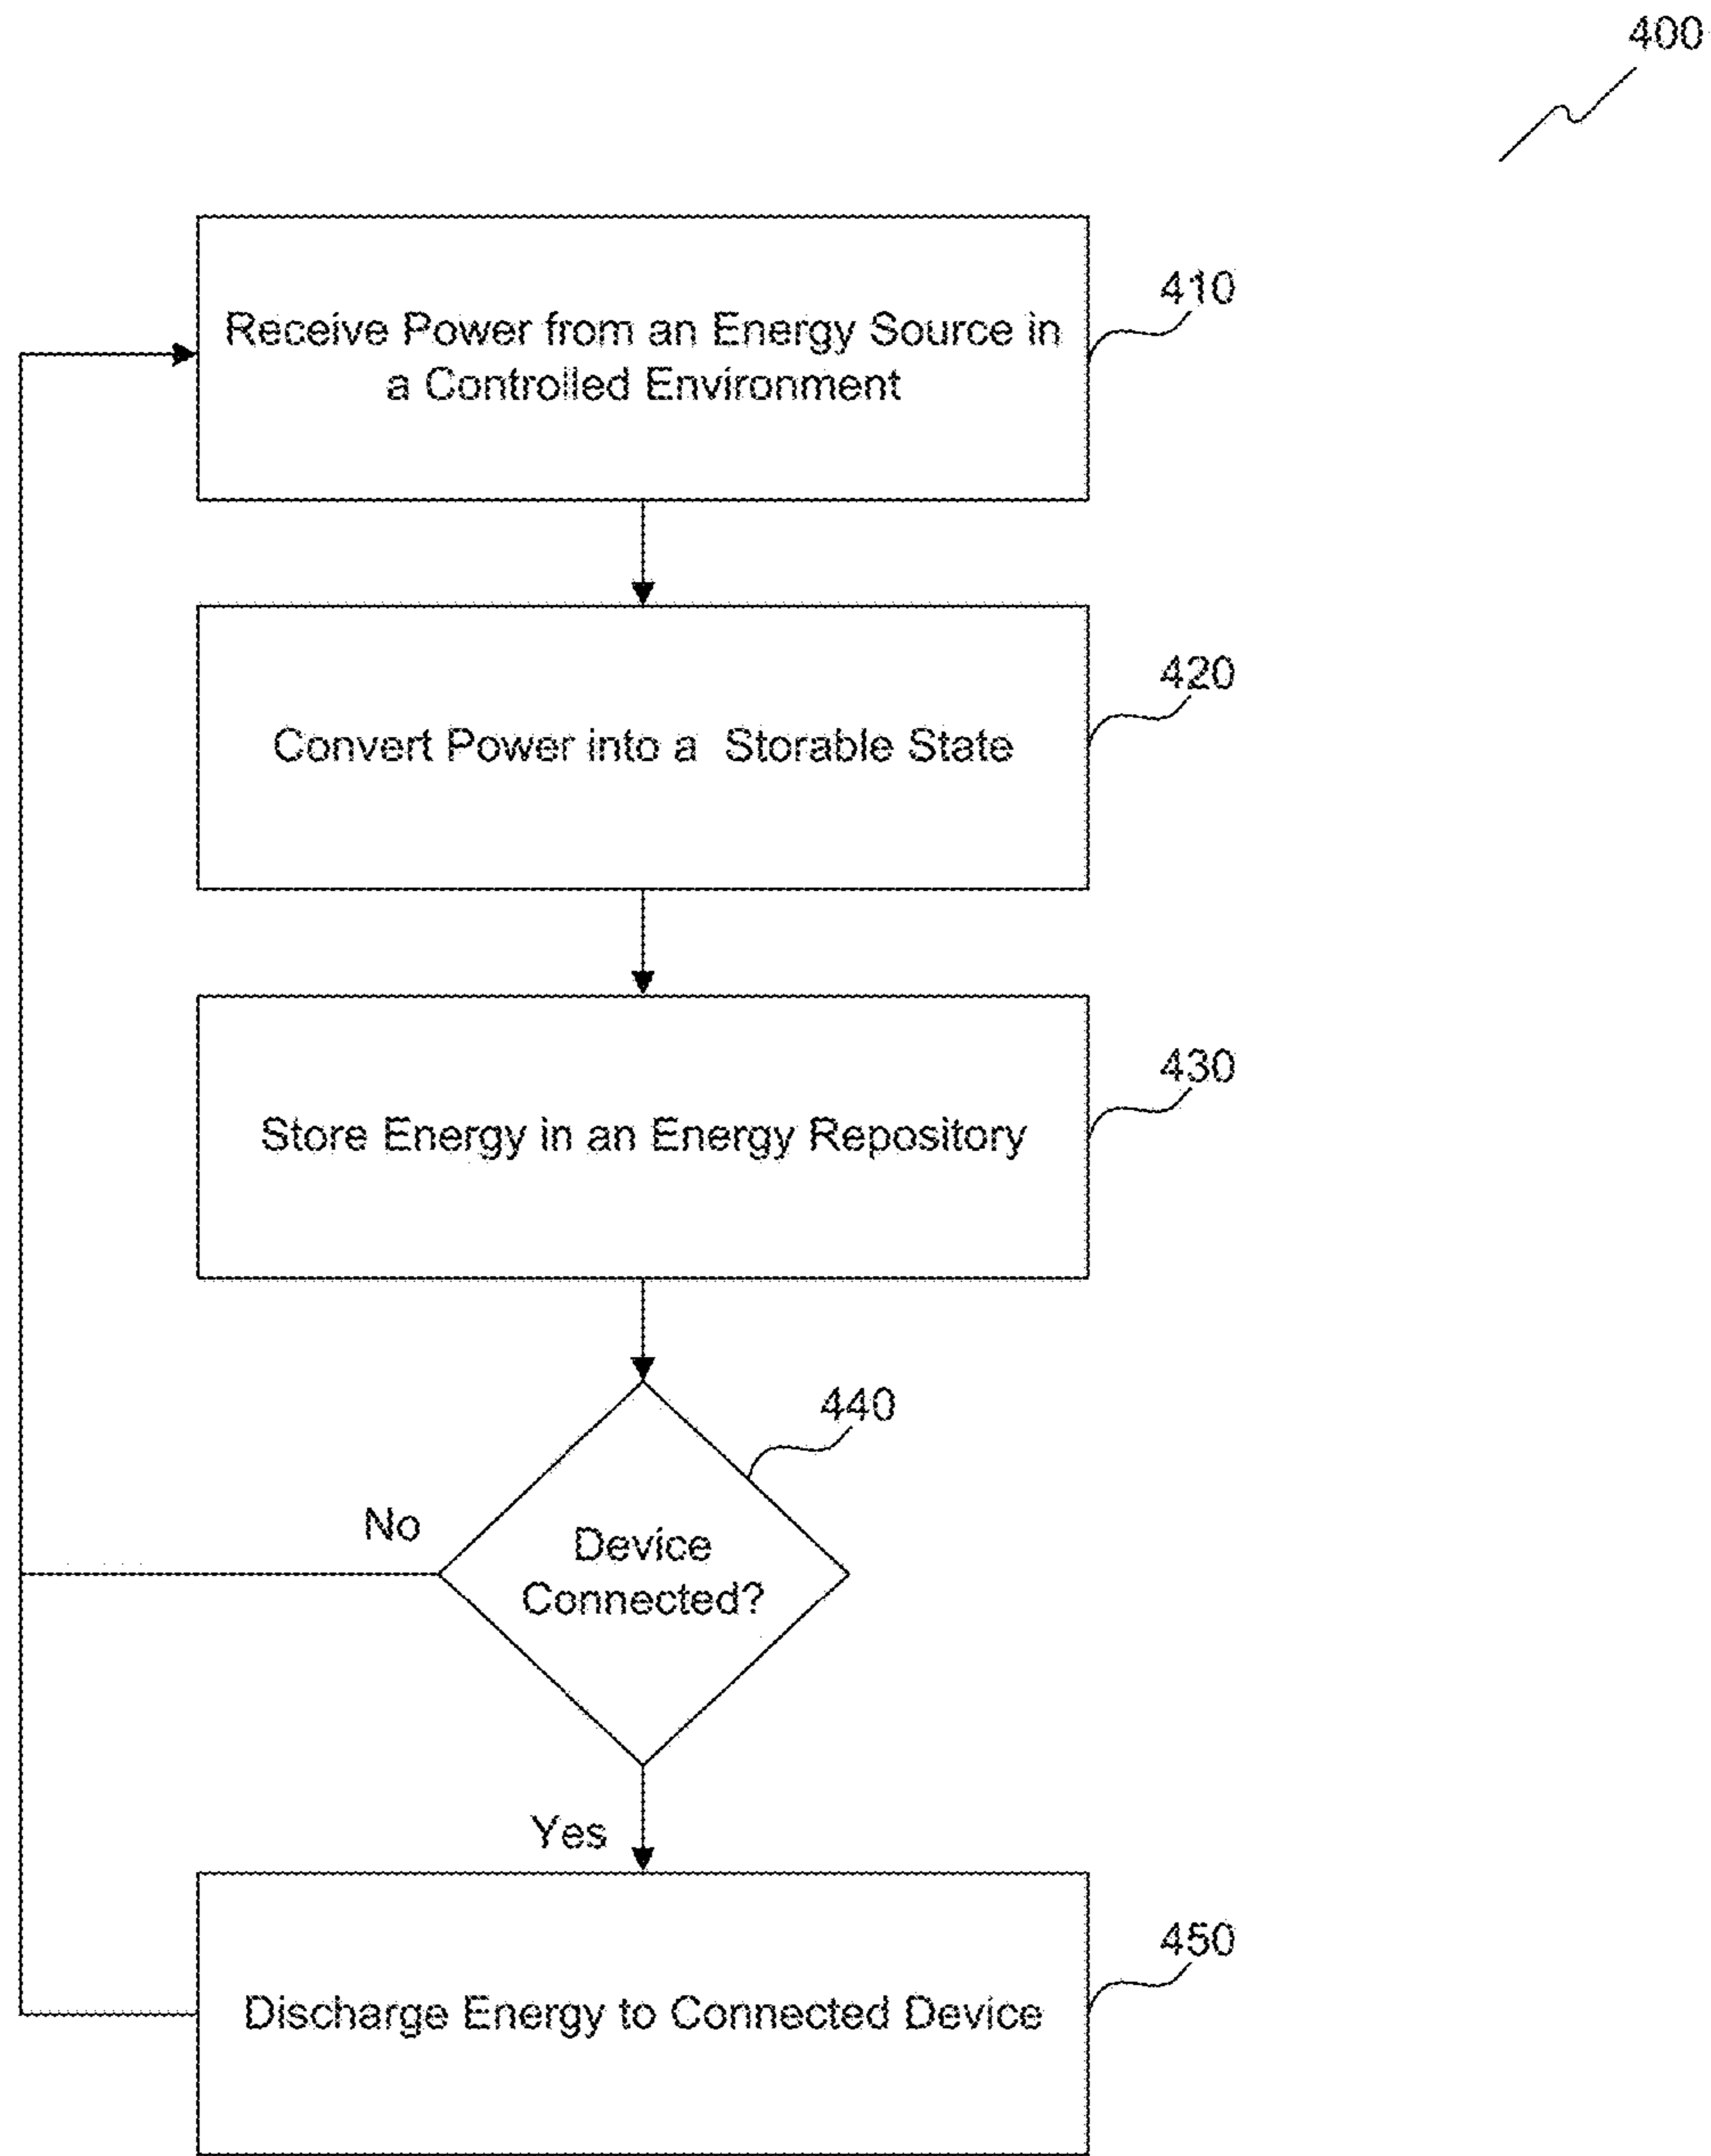 400
Receive Power from an Energy Source in
a Controlled Environment
410
Convert Power into a Storable State
420
Store Energy in an Energy Repository
430
440
No
Device
Connected?
Yes
Discharge Energy to Connected Device
450